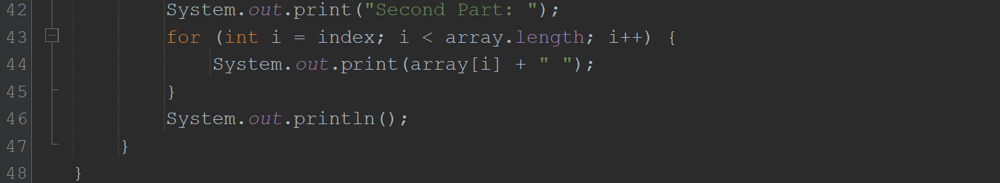 42 System.out.print("Second Part: ");
43 for (int i = index; i < array.length; i++) {
44 System.out.print(array[i] + " ");
45 }
46 System.out.println();
47 }
48 }